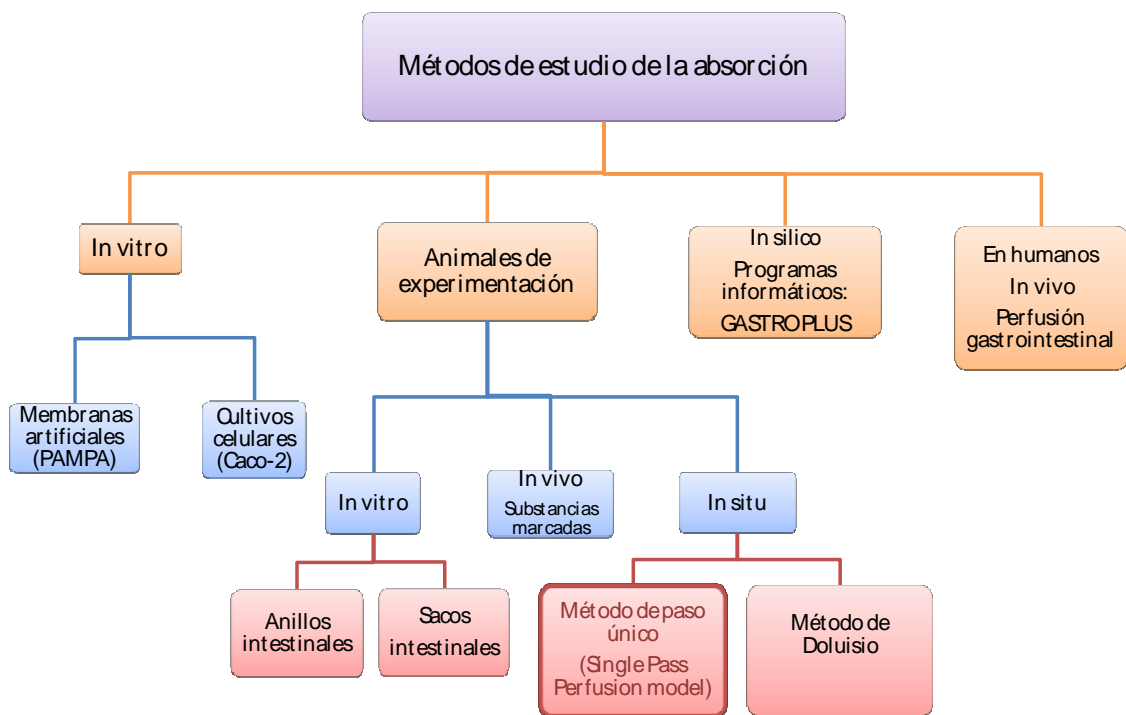 Métodos de estudio de la absorción
In vitro
Animales de
experimentación
In silico
Programas
informáticos:
GASTROPLUS
En humanos
In vivo
Perfusión
gastrointestinal
Membranas
artificiales
(PAMPA)
Cultivos
celulares
(Caco-2)
In vitro
In vivo
Substancias
marcadas
In situ
Anillos
intestinales
Sacos
intestinales
Método de paso
único
(Single Pass
Perfusion model)
Método de
Doluisio